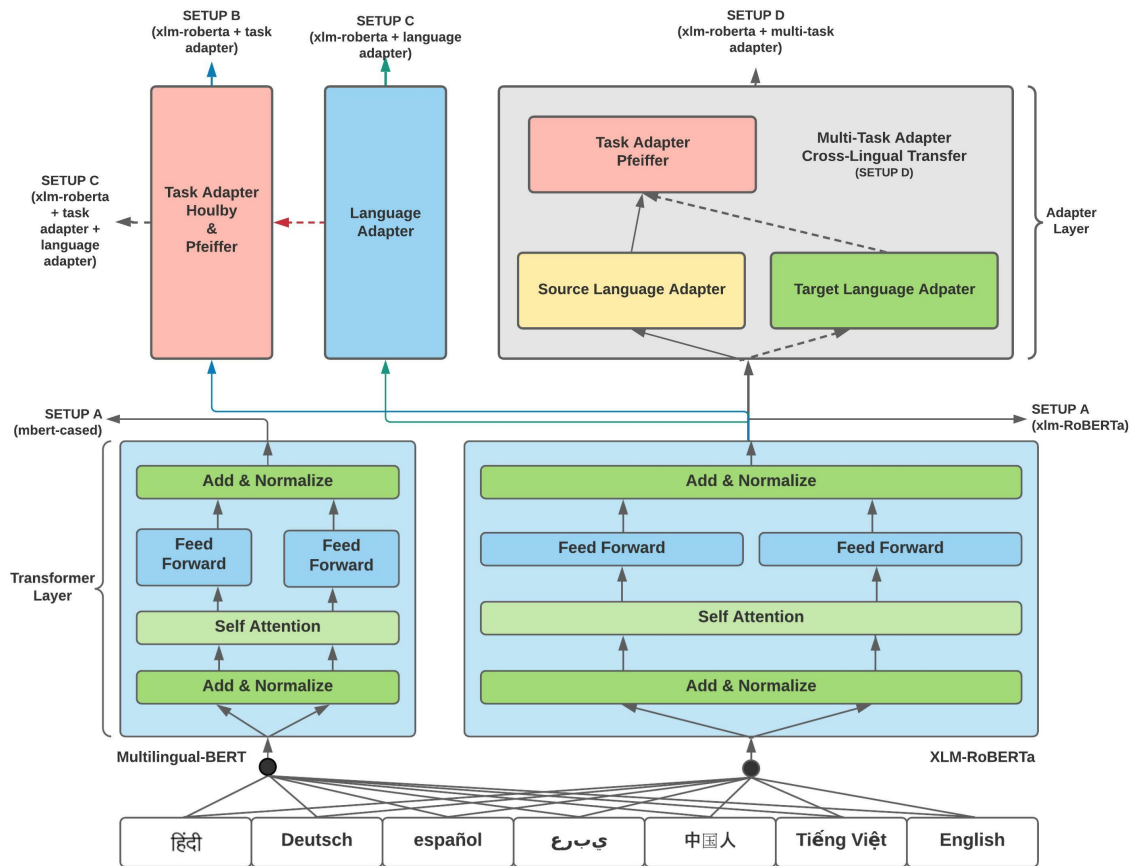 SETUP B
(xlm-roberta + task
adapter)
SETUP C
(xlm-roberta + language
adapter)
SETUP D
(xlm-roberta + multi-task
adapter)
SETUP C
(xlm-roberta
+ task
adapter +
language
adapter)
Task Adapter
Houlby
&
Pfeiffer
Language
Adapter
Task Adapter
Pfeiffer
Multi-Task Adapter
Cross-Lingual Transfer
(SETUP D)
Source Language Adapter
Target Language Adpater
Adapter
Layer
SETUP A
(mbert-cased)
SETUP A
(xlm-RoBERTa)
Transformer
Layer
Add & Normalize
Feed
Forward
Feed
Forward
Self Attention
Add & Normalize
Multilingual-BERT
Add & Normalize
Feed Forward
Feed Forward
Self Attention
Add & Normalize
XLM-RoBERTa
हिंदी
Deutsch
español
يبرع
中国人
Tiếng Việt
English